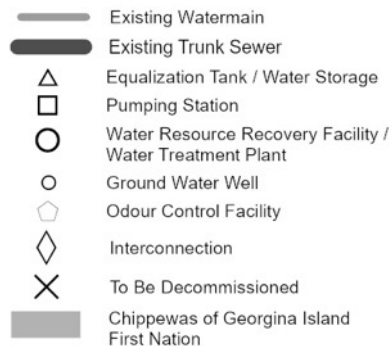 Existing Watermain
Existing Trunk Sewer
Equalization Tank / Water Storage
Pumping Station
Water Resource Recovery Facility /
Water Treatment Plant
Ground Water Well
Odour Control Facility
Interconnection
To Be Decommissioned
Chippewas of Georgina Island
First Nation